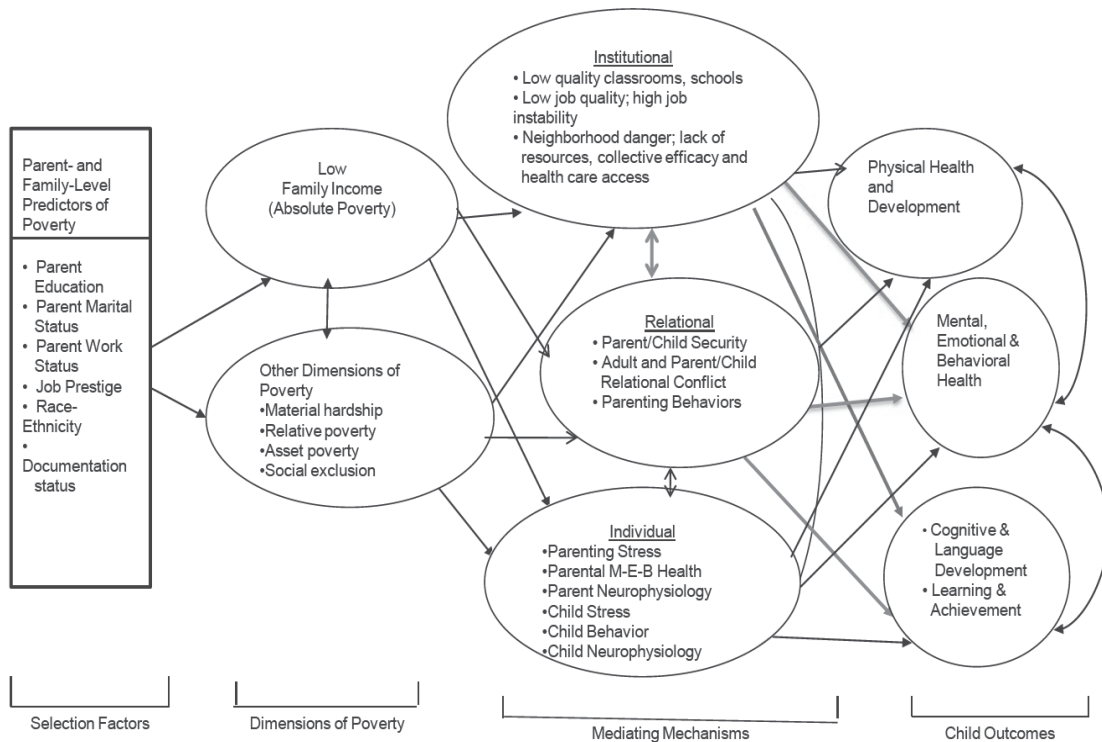 Parent- and
Family-Level
Predictors of
Poverty
• Parent
Education
• Parent Marital
Status
• Parent Work
Status
• Job Prestige
• Race-
Ethnicity
•
Documentation
status
Low
Family Income
(Absolute Poverty)
Other Dimensions of
Poverty
•Material hardship
•Relative poverty
•Asset poverty
•Social exclusion
Institutional
• Low quality classrooms, schools
• Low job quality; high job
instability
• Neighborhood danger; lack of
resources, collective efficacy and
health care access
Relational
• Parent/Child Security
• Adult and Parent/Child
Relational Conflict
• Parenting Behaviors
Individual
•Parenting Stress
•Parental M-E-B Health
•Parent Neurophysiology
•Child Stress
•Child Behavior
•Child Neurophysiology
Physical Health
and
Development
Mental,
Emotional &
Behavioral
Health
• Cognitive &
Language
Development
• Learning &
Achievement
Selection Factors
Dimensions of Poverty
Mediating Mechanisms
Child Outcomes